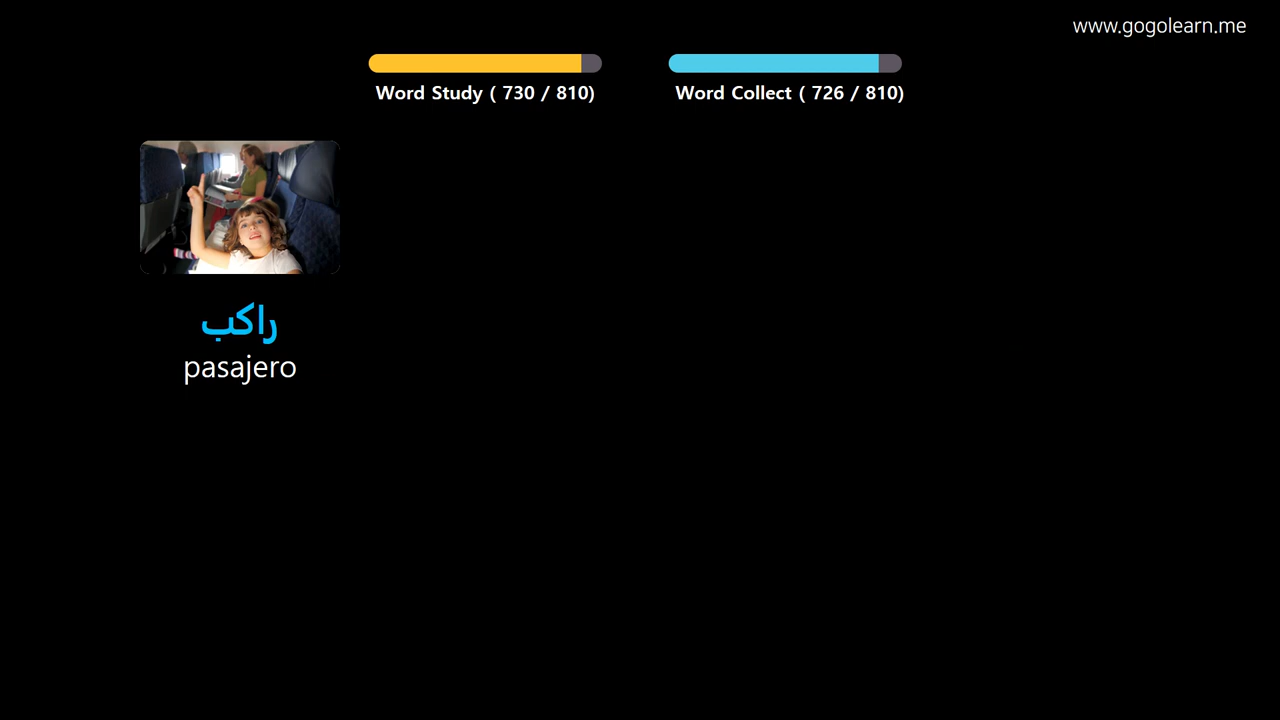 www.gogolearn.me
Word Study ( 730 / 810)
Word Collect ( 726 / 810)
راكب
pasajero